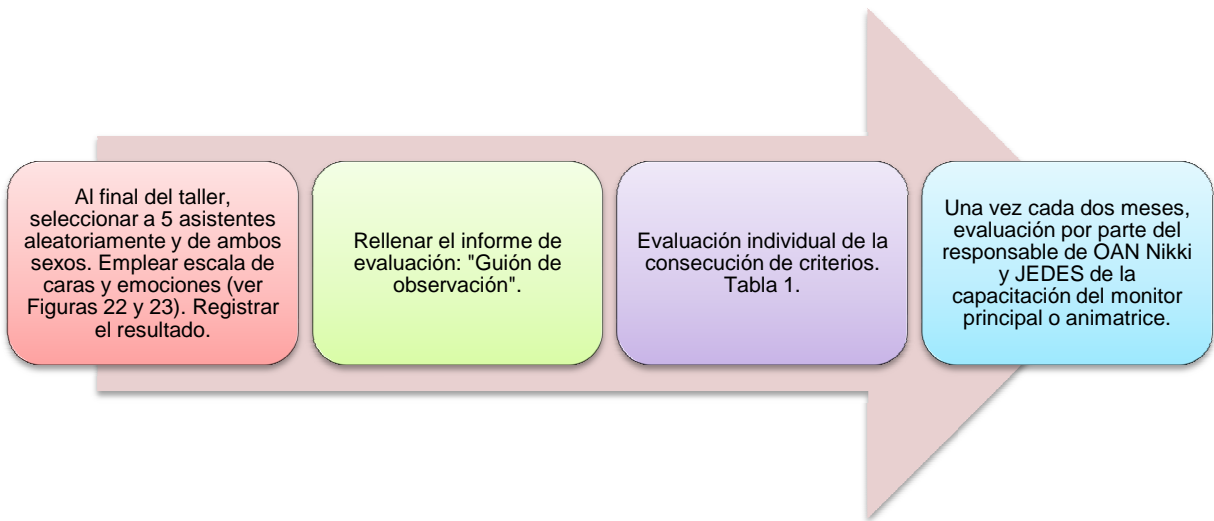 Al final del taller,
seleccionar a 5 asistentes
aleatoriamente y de ambos
sexos. Emplear escala de
caras y emociones (ver
Figuras 22 y 23). Registrar
el resultado.
Rellenar el informe de
evaluación: "Guión de
observación".
Evaluación individual de la
consecución de criterios.
Tabla 1.
Una vez cada dos meses,
evaluación por parte del
responsable de OAN Nikki
y JEDES de la
capacitación del monitor
principal o animatrice.